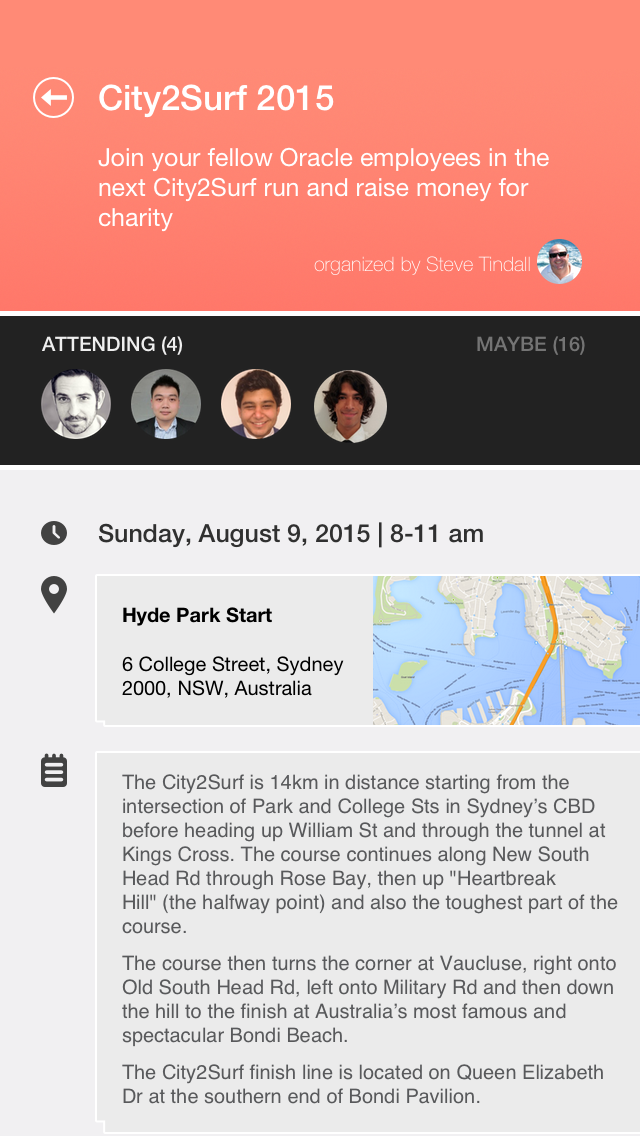 City2Surf 2015
Join your fellow Oracle employees in the
next City2Surf run and raise money for
charity
organized by Steve Tindall
ATTENDING (4)
MAYBE (16)
Sunday, August 9, 2015 | 8-11 am
Hyde Park Start
6 College Street, Sydney
2000, NSW, Australia
The City2Surf is 14km in distance starting from the
intersection of Park and College Sts in Sydney’s CBD
before heading up William St and through the tunnel at
Kings Cross. The course continues along New South
Head Rd through Rose Bay, then up "Heartbreak
Hill" (the halfway point) and also the toughest part of the
course.
The course then turns the corner at Vaucluse, right onto
Old South Head Rd, left onto Military Rd and then down
the hill to the finish at Australia’s most famous and
spectacular Bondi Beach.
The City2Surf finish line is located on Queen Elizabeth
Dr at the southern end of Bondi Pavilion.